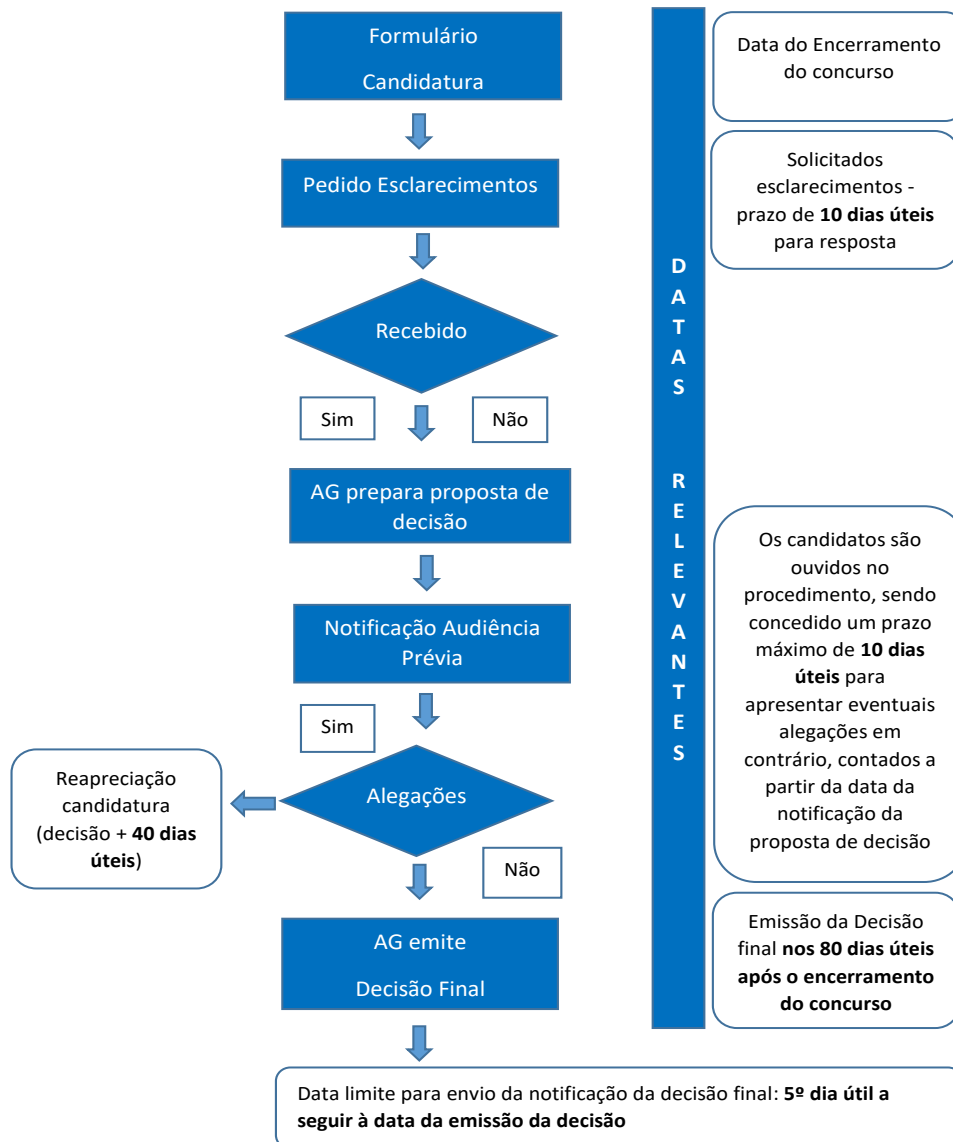 Formulário
Candidatura
Data do Encerramento
do concurso
Pedido Esclarecimentos
Solicitados
esclarecimentos -
prazo de 10 dias úteis
para resposta
Recebido
Sim
Não
DATAS RELEVANTES
AG prepara proposta de
decisão
Notificação Audiência
Prévia
Os candidatos são
ouvidos no
procedimento, sendo
concedido um prazo
máximo de 10 dias
úteis para
apresentar eventuais
alegações em
contrário, contados a
partir da data da
notificação da
proposta de decisão
Sim
Alegações
Reapreciação
candidatura
(decisão + 40 dias
úteis)
Não
AG emite
Decisão Final
Emissão da Decisão
final nos 80 dias úteis
após o encerramento
do concurso
Data limite para envio da notificação da decisão final: 5º dia útil a
seguir à data da emissão da decisão